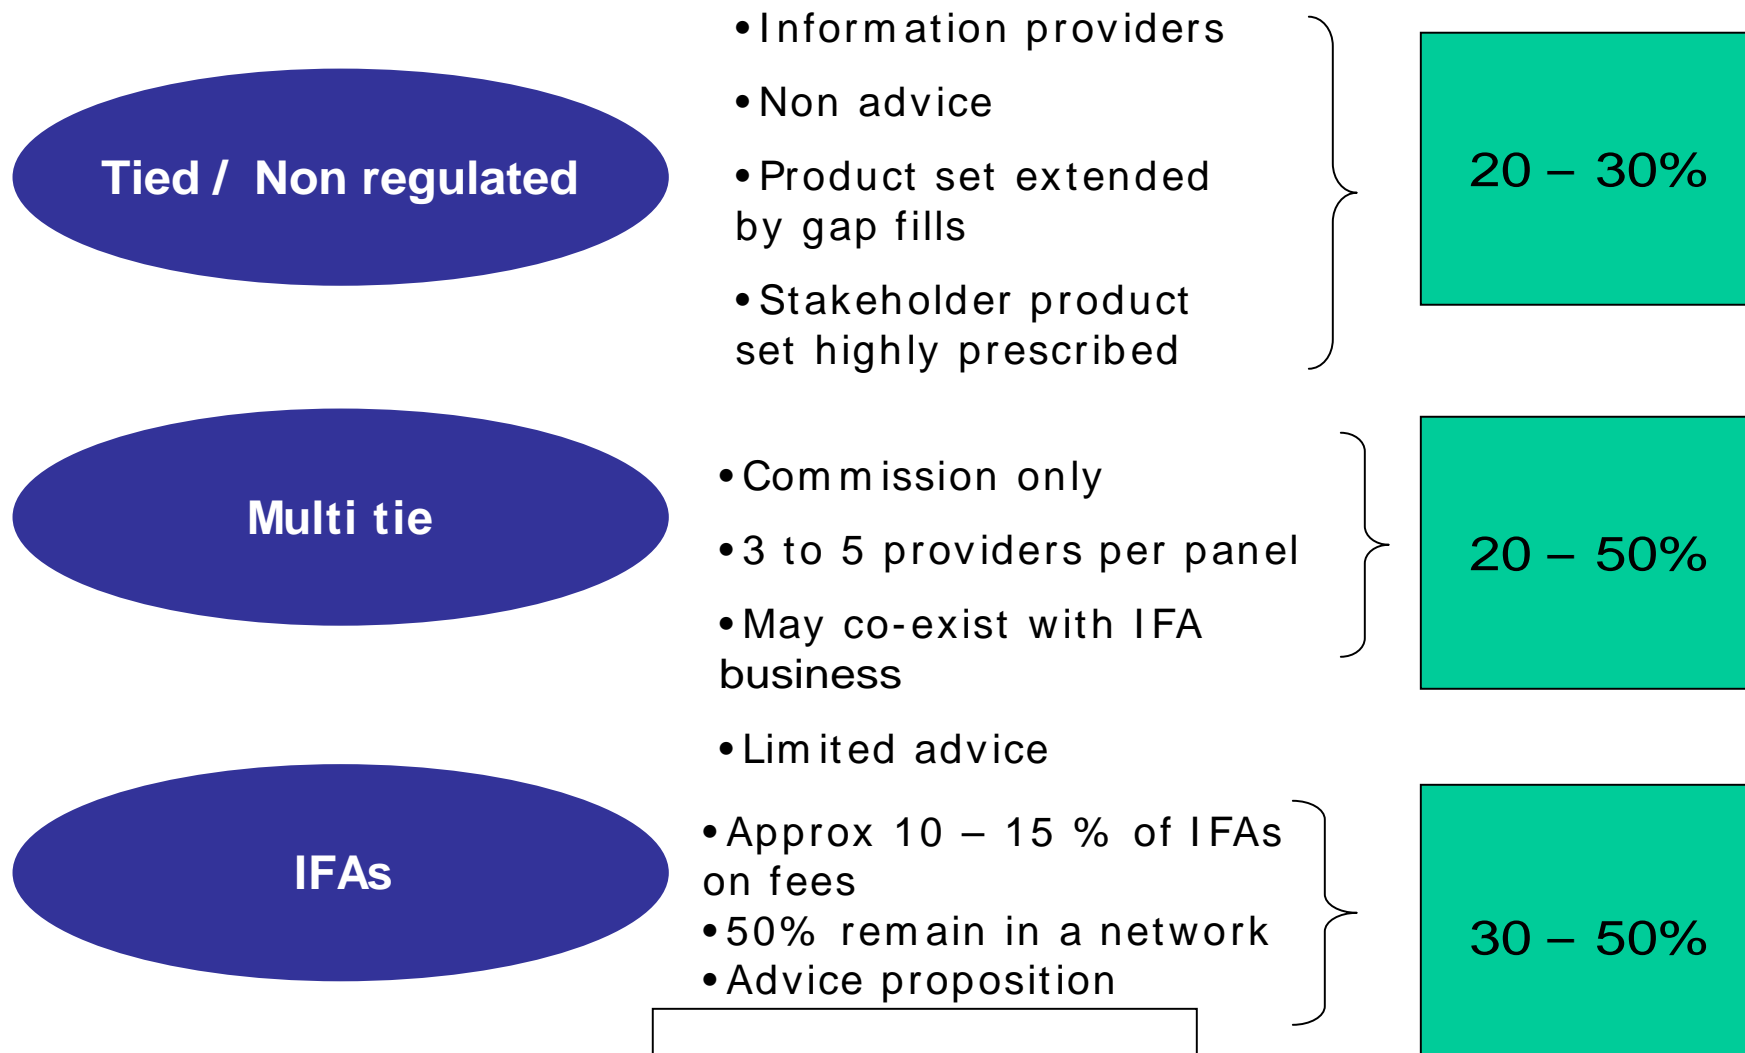 Tied / Non regulated
• Information providers
• Non advice
• Product set extended
by gap fills
• Stakeholder product
set highly prescribed
20 – 30%
Multi tie
• Commission only
• 3 to 5 providers per panel
• May co-exist with IFA
business
• Limited advice
20 – 50%
IFAs
• Approx 10 – 15 % of IFAs
on fees
• 50% remain in a network
• Advice proposition
30 – 50%